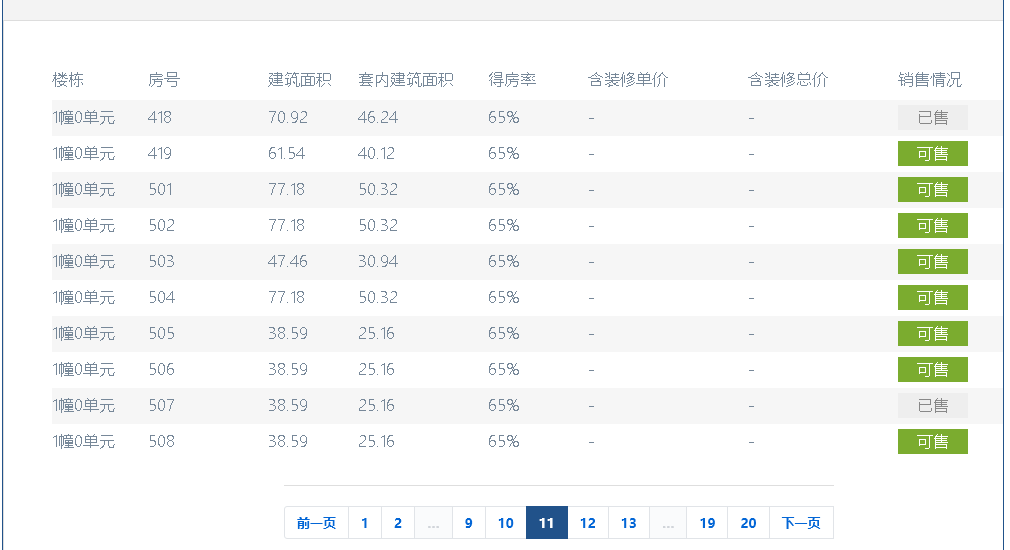 楼栋 房号 建筑面积 套内建筑面积 得房率 含装修单价 含装修总价 销售情况
1幢0单元 418 70.92 46.24 65% - - 已售
1幢0单元 419 61.54 40.12 65% - - 可售
1幢0单元 501 77.18 50.32 65% - - 可售
1幢0单元 502 77.18 50.32 65% - - 可售
1幢0单元 503 47.46 30.94 65% - - 可售
1幢0单元 504 77.18 50.32 65% - - 可售
1幢0单元 505 38.59 25.16 65% - - 可售
1幢0单元 506 38.59 25.16 65% - - 可售
1幢0单元 507 38.59 25.16 65% - - 已售
1幢0单元 508 38.59 25.16 65% - - 可售
前一页 1 2 ... 9 10 11 12 13 ... 19 20 下一页